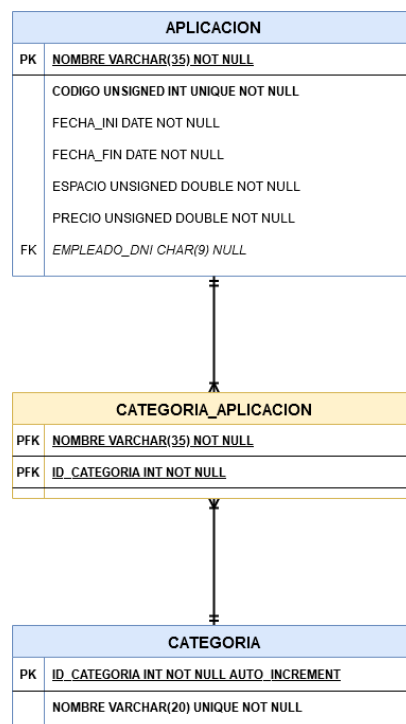 APLICACION
PK NOMBRE VARCHAR(35) NOT NULL
CODIGO UNSIGNED INT UNIQUE NOT NULL
FECHA_INI DATE NOT NULL
FECHA_FIN DATE NOT NULL
ESPACIO UNSIGNED DOUBLE NOT NULL
PRECIO UNSIGNED DOUBLE NOT NULL
FK EMPLEADO_DNI CHAR(9) NULL
CATEGORIA_APLICACION
PFK NOMBRE VARCHAR(35) NOT NULL
PFK ID_CATEGORIA INT NOT NULL
CATEGORIA
PK ID_CATEGORIA INT NOT NULL AUTO_INCREMENT
NOMBRE VARCHAR(20) UNIQUE NOT NULL